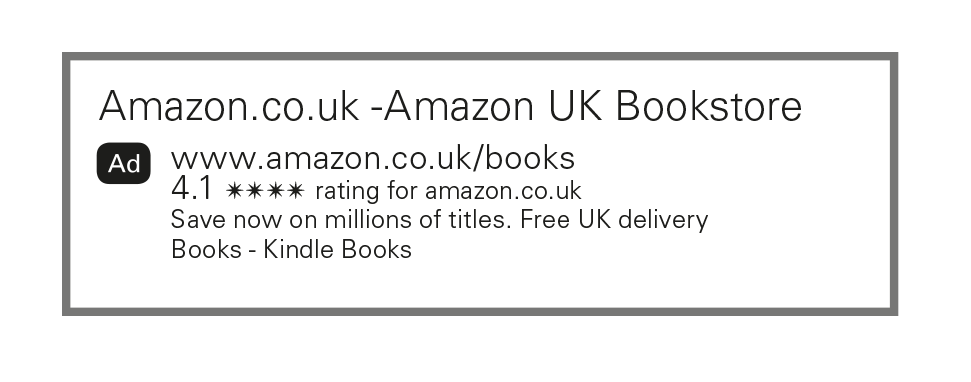 Amazon.co.uk -Amazon UK Bookstore
Ad www.amazon.co.uk/books
4.1 ✷✷✷✷ rating for amazon.co.uk
Save now on millions of titles. Free UK delivery
Books - Kindle Books